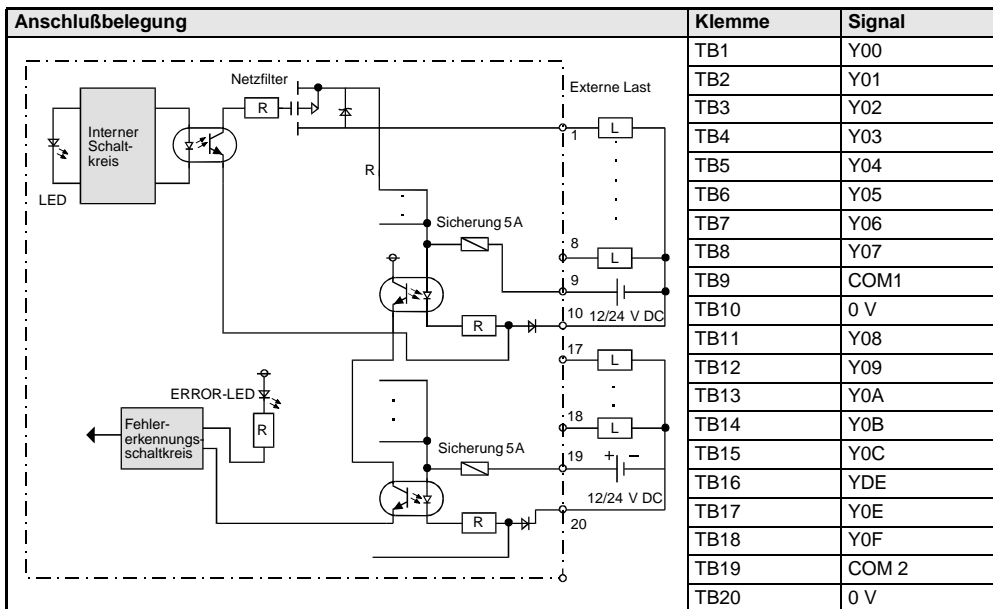 Anschlußbelegung
Klemme Signal
Netzfilter
Externe Last
R
Interner
Schalt-
kreis
LED
R
L
1
Sicherung 5 A
8
L
9
12/24 V DC
10
R
17
L
ERROR-LED
R
Fehler-
erkennungs-
schaltkreis
18
L
Sicherung 5 A
19
+ −
12/24 V DC
R
20
TB1 Y00
TB2 Y01
TB3 Y02
TB4 Y03
TB5 Y04
TB6 Y05
TB7 Y06
TB8 Y07
TB9 COM1
TB10 0 V
TB11 Y08
TB12 Y09
TB13 Y0A
TB14 Y0B
TB15 Y0C
TB16 YDE
TB17 Y0E
TB18 Y0F
TB19 COM 2
TB20 0 V